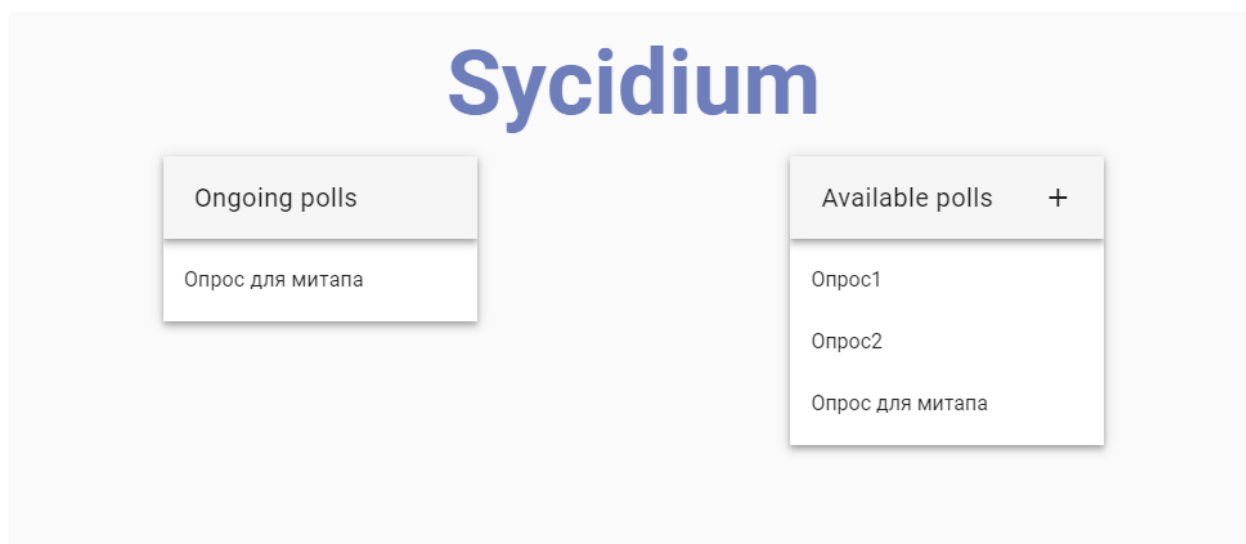 Sycidium
Ongoing polls
Опрос для митапа
Available polls +
Опрос1
Опрос2
Опрос для митапа